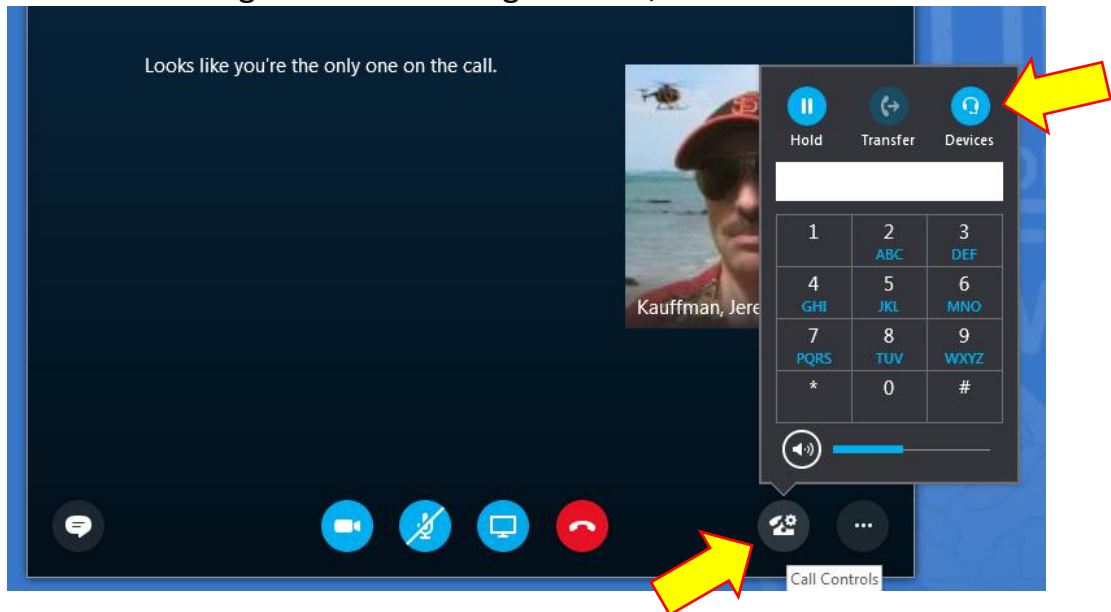 Looks like you're the only one on the call.
Hold Transfer Devices
1 2 3
ABC DEF
4 5 6
GHI JKL MNO
7 8 9
PQRS TUV WXYZ
* 0 #
Kauffman, Jere
Call Controls